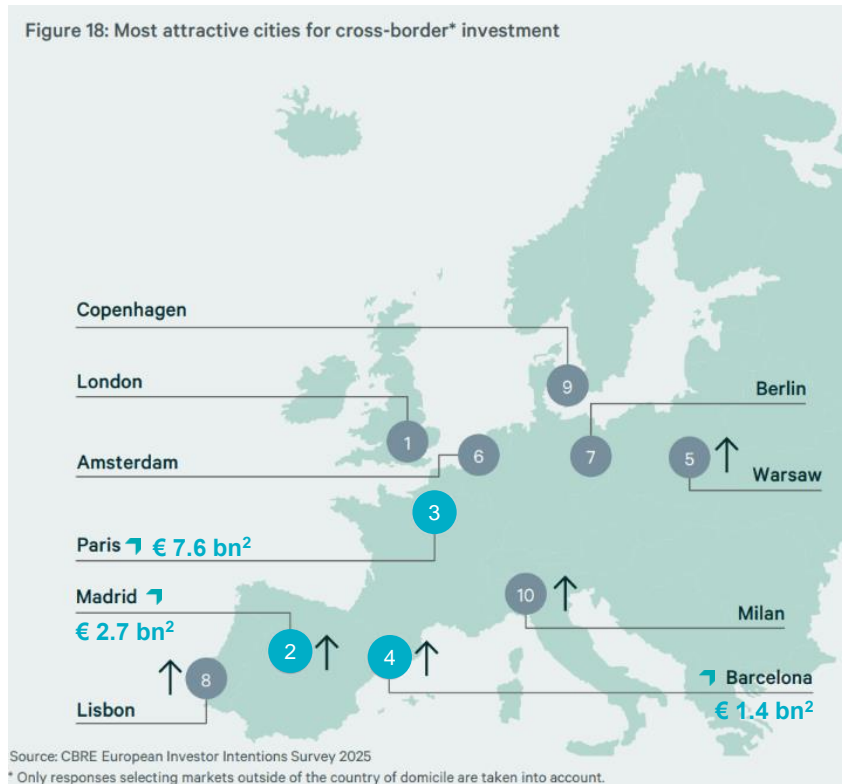 Figure 18: Most attractive cities for cross-border* investment
Copenhagen
9
London
1
Berlin
Amsterdam
6
7
5
Warsaw
3
Paris € 7.6 bn²
Madrid
€ 2.7 bn²
2
10
Milan
4
8
Barcelona
€ 1.4 bn²
Lisbon
Source: CBRE European Investor Intentions Survey 2025
* Only responses selecting markets outside of the country of domicile are taken into account.